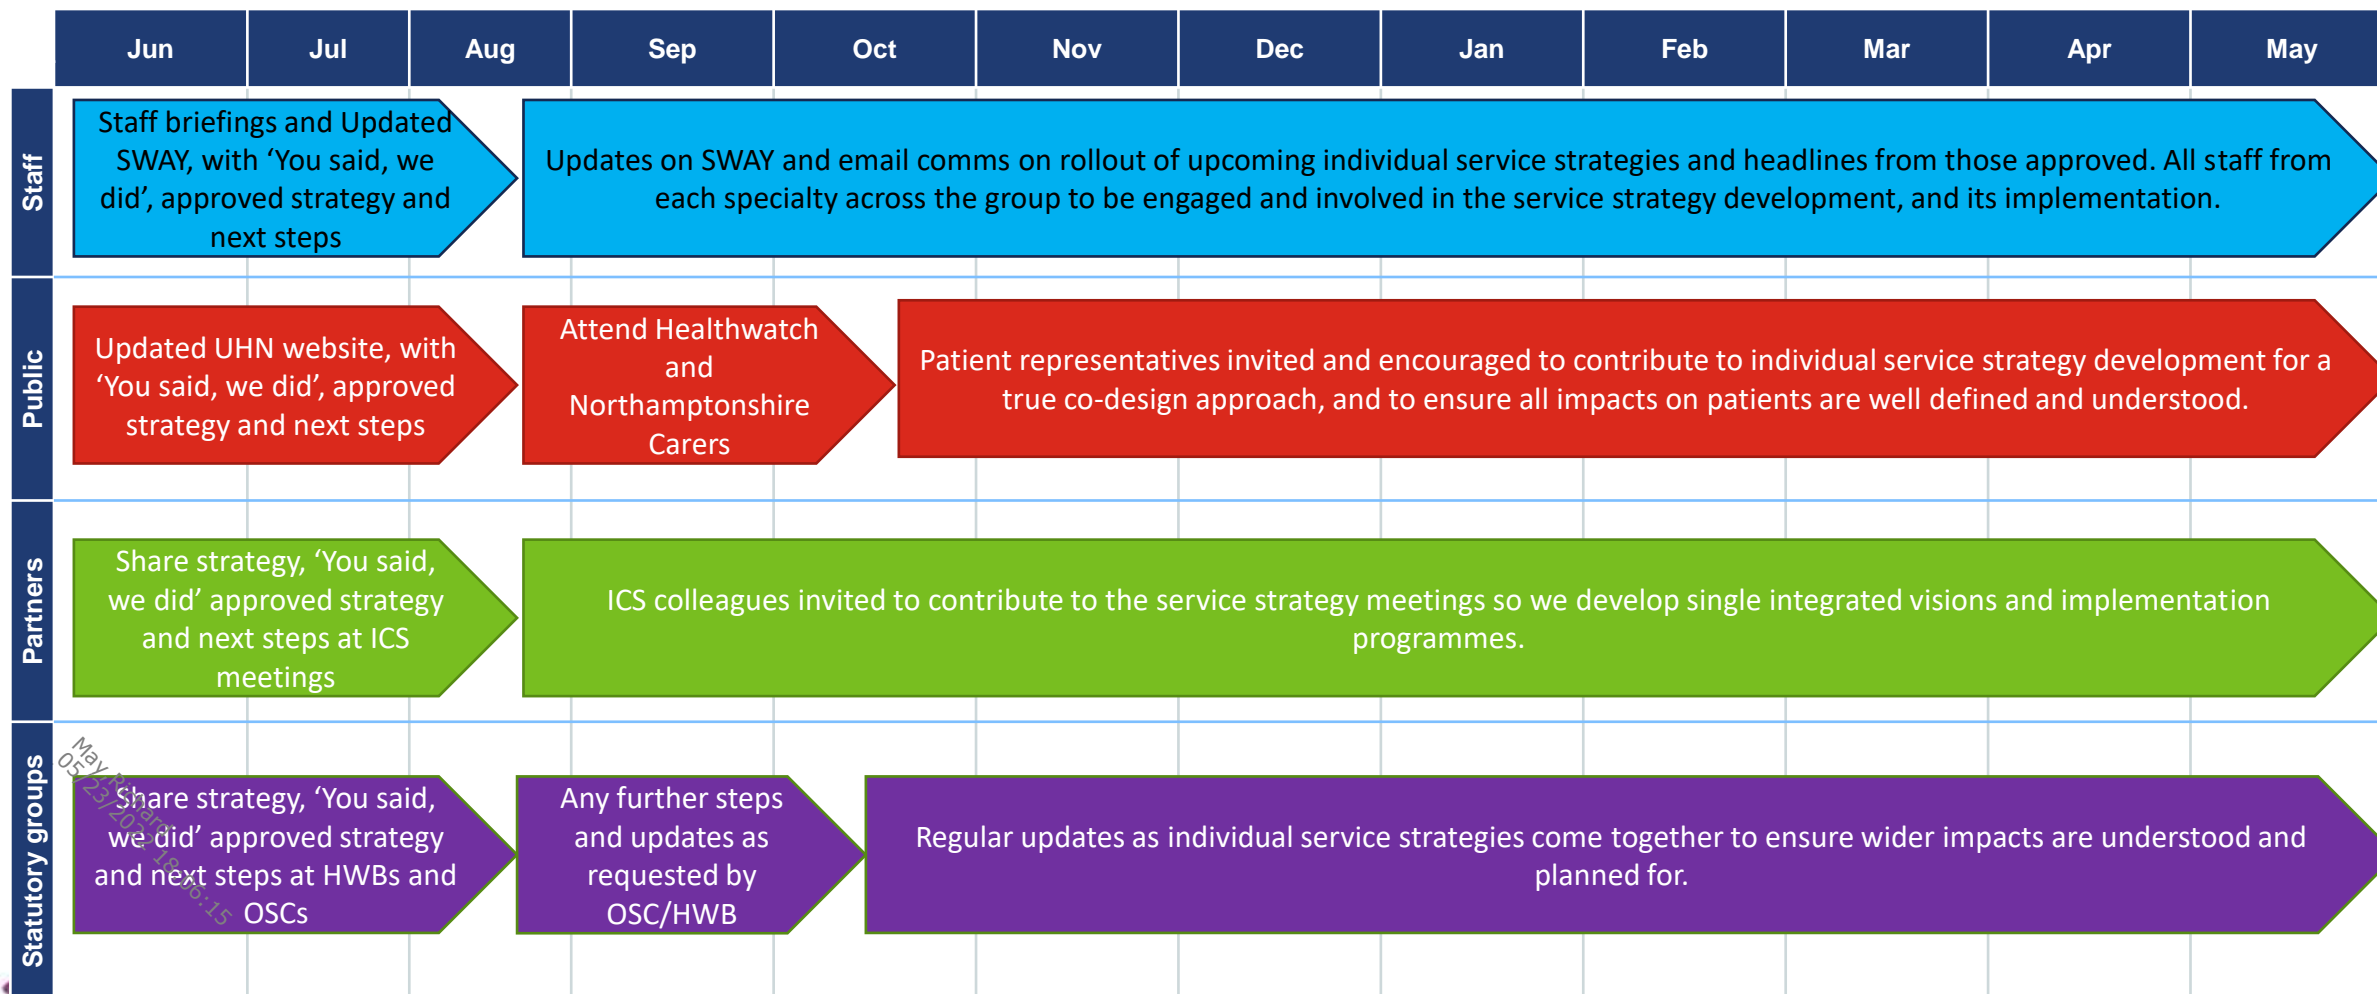 Jun Jul Aug Sep Oct Nov Dec Jan Feb Mar Apr May
Staff
Staff briefings and Updated
SWAY, with ‘You said, we
did’, approved strategy and
next steps
Updates on SWAY and email comms on rollout of upcoming individual service strategies and headlines from those approved. All staff from
each specialty across the group to be engaged and involved in the service strategy development, and its implementation.
Public
Updated UHN website, with
‘You said, we did’, approved
strategy and next steps
Attend Healthwatch
and
Northamptonshire
Carers
Patient representatives invited and encouraged to contribute to individual service strategy development for a
true co-design approach, and to ensure all impacts on patients are well defined and understood.
Partners
Share strategy, ‘You said,
we did’ approved strategy
and next steps at ICS
meetings
ICS colleagues invited to contribute to the service strategy meetings so we develop single integrated visions and implementation
programmes.
Statutory groups
Share strategy, ‘You said,
we did’ approved strategy
and next steps at HWBs and
OSCs
Any further steps
and updates as
requested by
OSC/HWB
Regular updates as individual service strategies come together to ensure wider impacts are understood and
planned for.
May Richard
05/23/2022 18:06:15